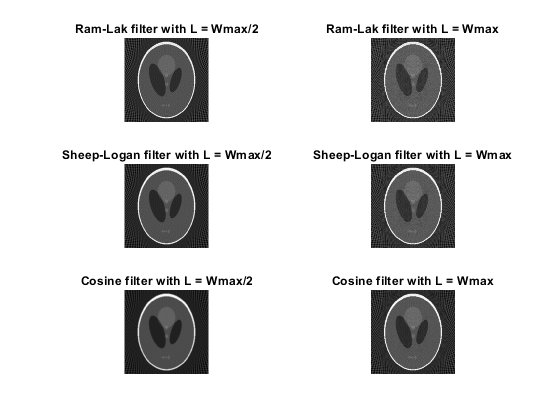 Ram-Lak filter with L = Wmax/2
Ram-Lak filter with L = Wmax
Sheep-Logan filter with L = Wmax/2
Sheep-Logan filter with L = Wmax
Cosine filter with L = Wmax/2
Cosine filter with L = Wmax